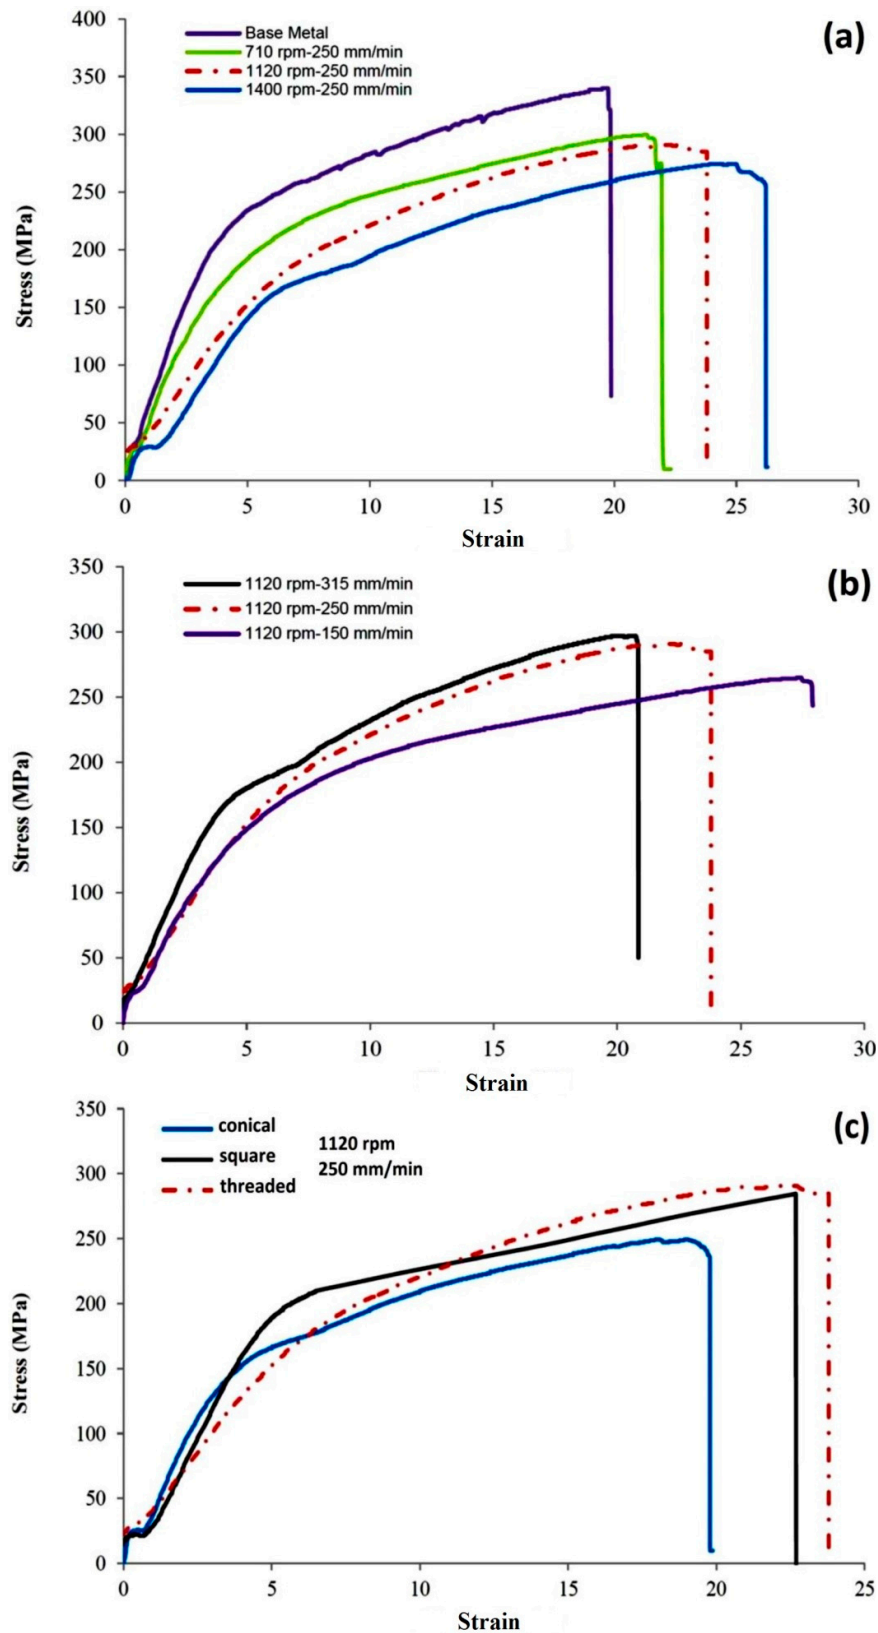 (a)
Base Metal
710 rpm-250 mm/min
1120 rpm-250 mm/min
1400 rpm-250 mm/min
400
350
300
250
200
150
100
50
0
Stress (MPa)
0 5 10 15 20 25 30
Strain
(b)
1120 rpm-315 mm/min
1120 rpm-250 mm/min
1120 rpm-150 mm/min
350
300
250
200
150
100
50
0
Stress (MPa)
0 5 10 15 20 25 30
Strain
(c)
conical
square
threaded
1120 rpm
250 mm/min
350
300
250
200
150
100
50
0
Stress (MPa)
0 5 10 15 20 25
Strain